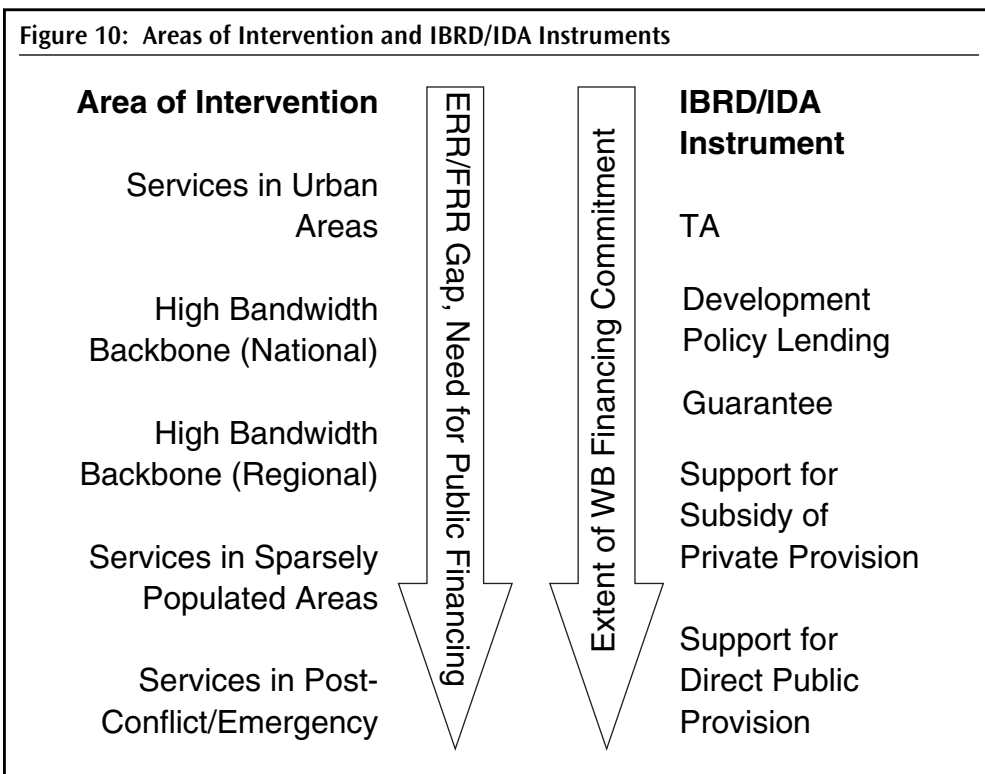 Figure 10: Areas of Intervention and IBRD/IDA Instruments
Area of Intervention
Services in Urban
Areas
High Bandwidth
Backbone (National)
High Bandwidth
Backbone (Regional)
Services in Sparsely
Populated Areas
Services in Post-
Conflict/Emergency
ERR/FRR Gap, Need for Public Financing
Extent of WB Financing Commitment
IBRD/IDA
Instrument
TA
Development
Policy Lending
Guarantee
Support for
Subsidy of
Private Provision
Support for
Direct Public
Provision